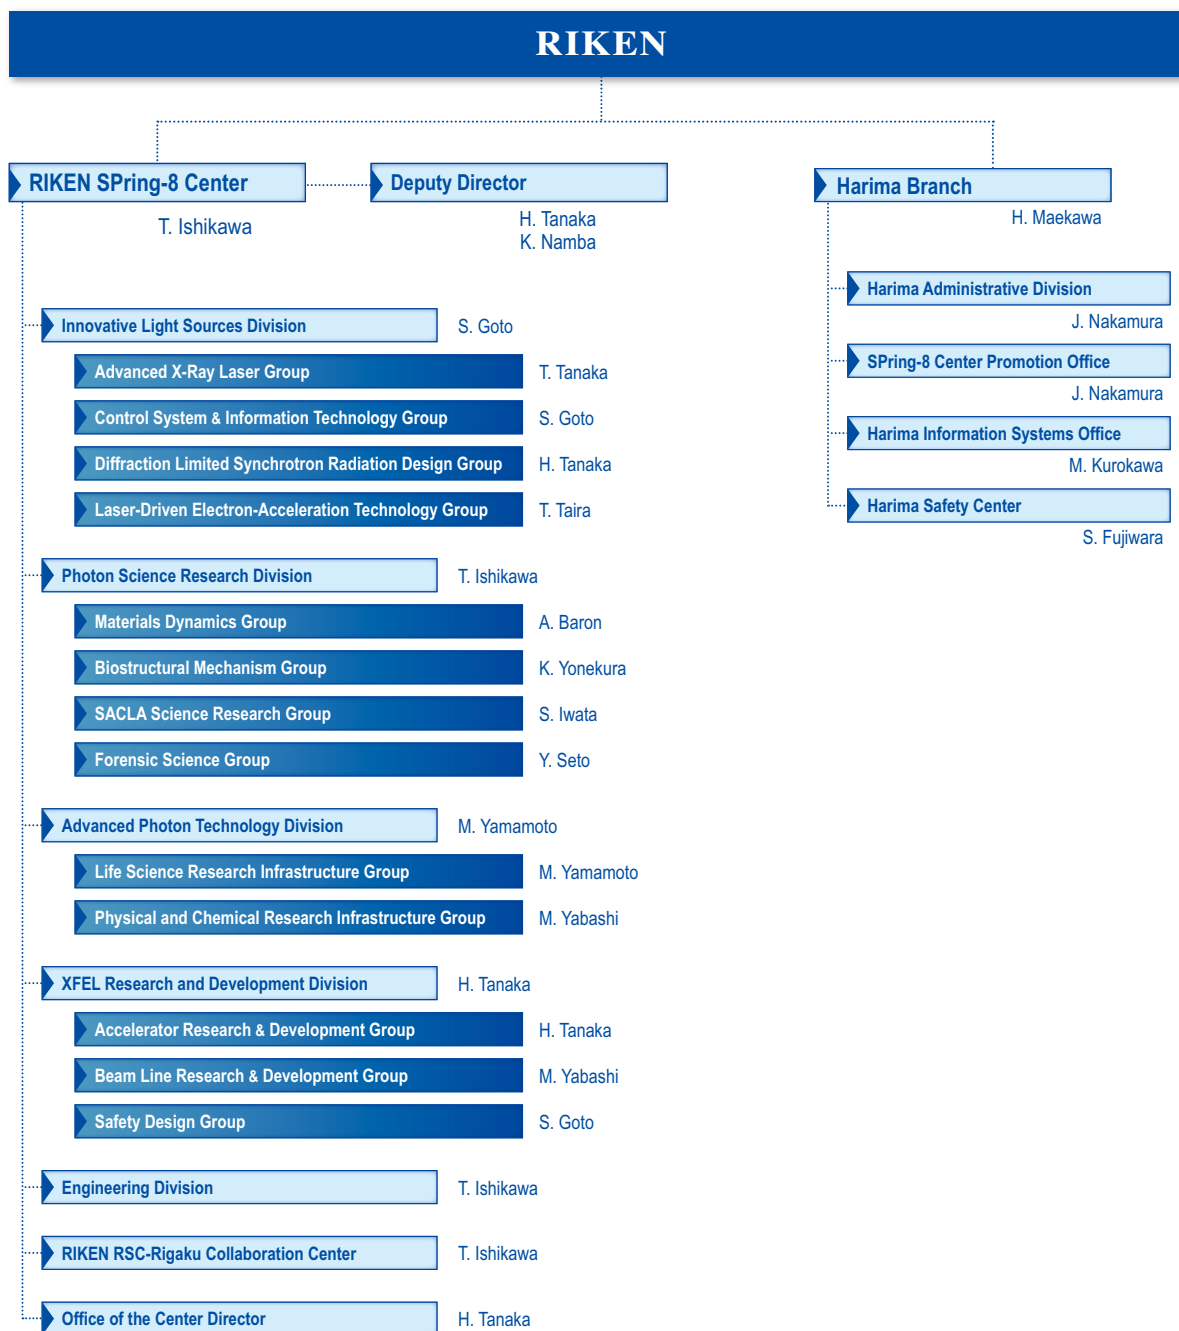 RIKEN
RIKEN SPring-8 Center
T. Ishikawa
Deputy Director
H. Tanaka
K. Namba
Innovative Light Sources Division S. Goto
Advanced X-Ray Laser Group T. Tanaka
Control System & Information Technology Group S. Goto
Diffraction Limited Synchrotron Radiation Design Group H. Tanaka
Laser-Driven Electron-Acceleration Technology Group T. Taira
Photon Science Research Division T. Ishikawa
Materials Dynamics Group A. Baron
Biostructural Mechanism Group K. Yonekura
SACLA Science Research Group S. Iwata
Forensic Science Group Y. Seto
Advanced Photon Technology Division M. Yamamoto
Life Science Research Infrastructure Group M. Yamamoto
Physical and Chemical Research Infrastructure Group M. Yabashi
XFEL Research and Development Division H. Tanaka
Accelerator Research & Development Group H. Tanaka
Beam Line Research & Development Group M. Yabashi
Safety Design Group S. Goto
Engineering Division T. Ishikawa
RIKEN RSC-Rigaku Collaboration Center T. Ishikawa
Office of the Center Director H. Tanaka
Harima Branch
H. Maekawa
Harima Administrative Division
J. Nakamura
SPring-8 Center Promotion Office
J. Nakamura
Harima Information Systems Office
M. Kurokawa
Harima Safety Center
S. Fujiwara